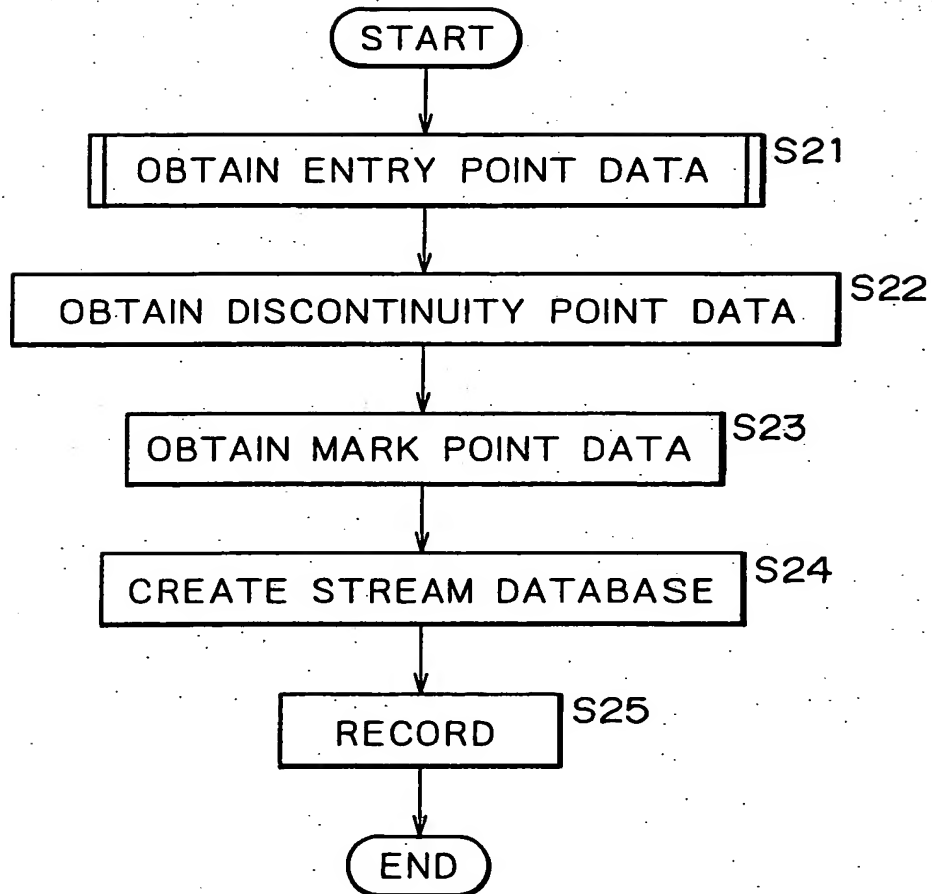 START
OBTAIN ENTRY POINT DATA S21
OBTAIN DISCONTINUITY POINT DATA S22
OBTAIN MARK POINT DATA S23
CREATE STREAM DATABASE S24
RECORD S25
END